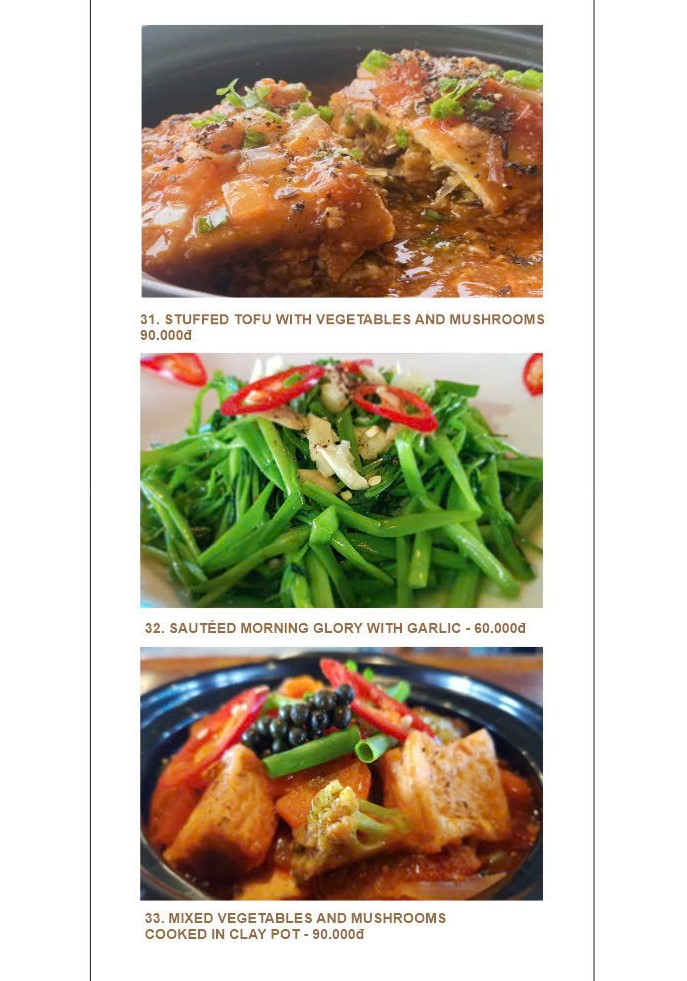 31. STUFFED TOFU WITH VEGETABLES AND MUSHROOMS
90.000đ
32. SAUTÉED MORNING GLORY WITH GARLIC - 60.000đ
33. MIXED VEGETABLES AND MUSHROOMS
COOKED IN CLAY POT - 90.000đ